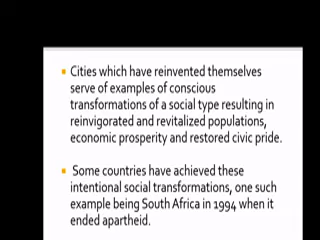 Cities which have reinvented themselves
serve of examples of conscious
transformations of a social type resulting in
reinvigorated and revitalized populations,
economic prosperity and restored civic pride.
Some countries have achieved these
intentional social transformations, one such
example being South Africa in 1994 when it
ended apartheid.